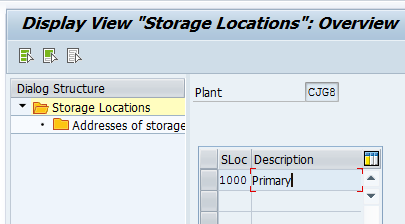 Display View "Storage Locations": Overview
Dialog Structure
Storage Locations
Addresses of storage
Plant CJG8
SLoc Description
1000 Primary